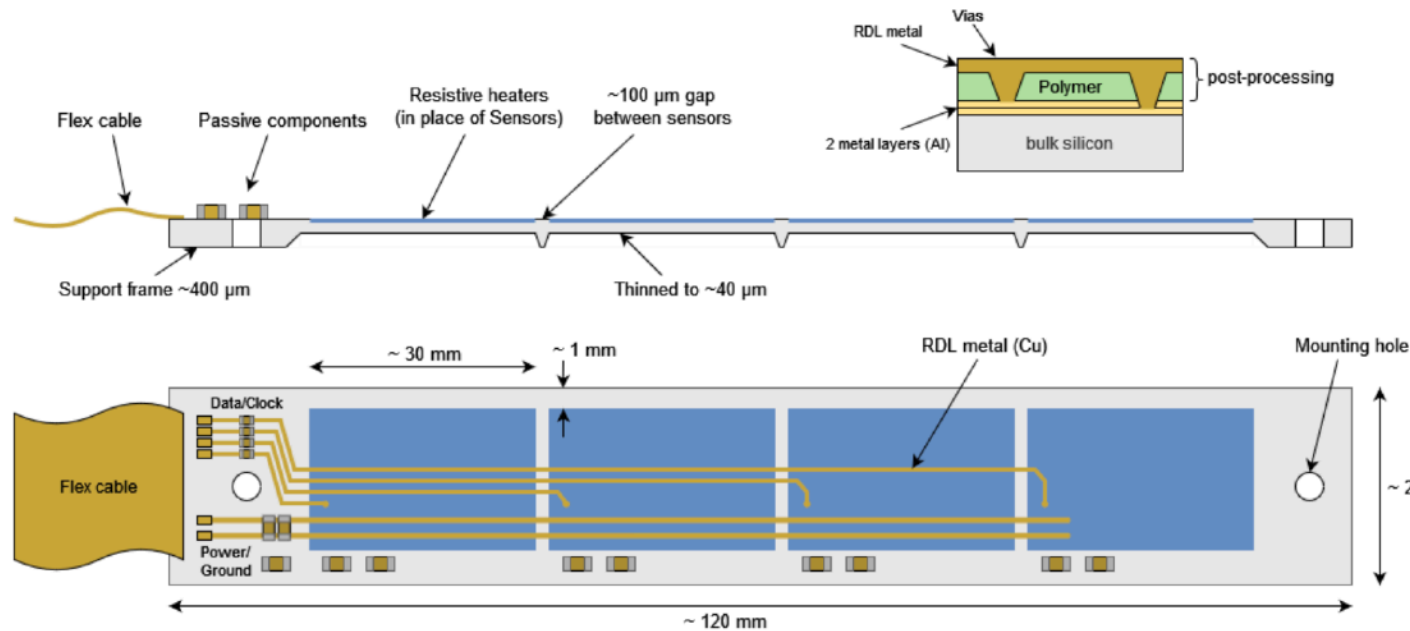 Vias
RDL metal
Polymer
post-processing
2 metal layers (Al)
bulk silicon
Flex cable
Passive components
Resistive heaters
(in place of Sensors)
~100 µm gap
between sensors
Support frame ~400 µm
Thinned to ~40 µm
~ 30 mm
~ 1 mm
RDL metal (Cu)
Mounting hole
Data/Clock
Flex cable
~ 2
Power/
Ground
~ 120 mm